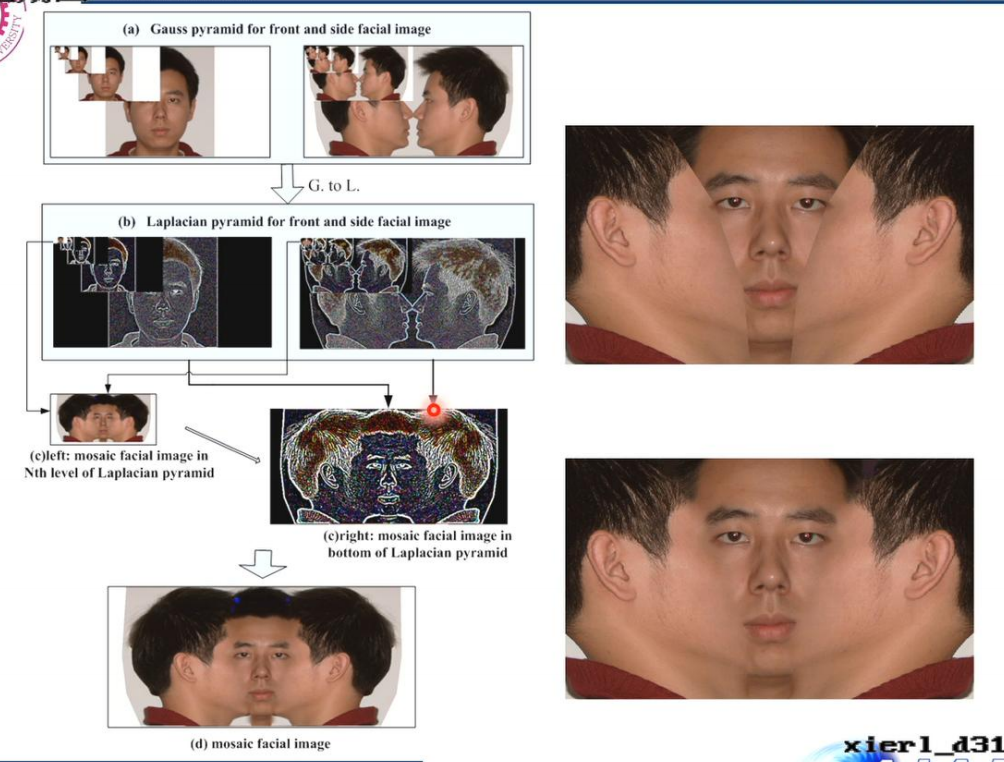 (a) Gauss pyramid for front and side facial image
G. to L.
(b) Laplacian pyramid for front and side facial image
(c)left: mosaic facial image in
Nth level of Laplacian pyramid
(c)right: mosaic facial image in
bottom of Laplacian pyramid
(d) mosaic facial image
xier1_d31